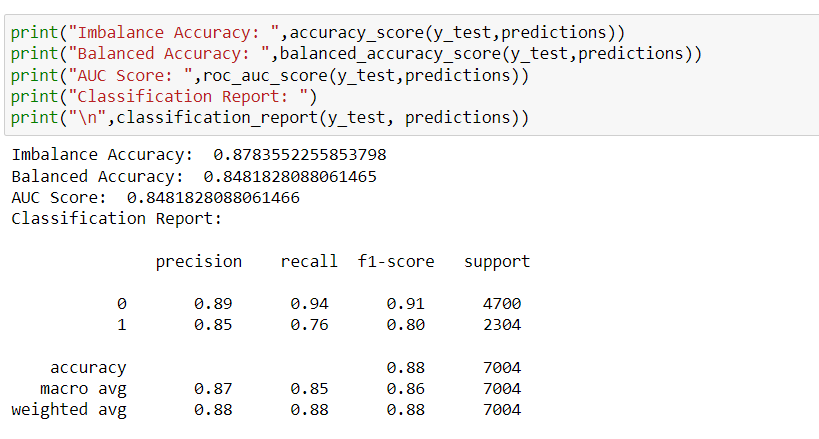 print("Imbalance Accuracy: ",accuracy_score(y_test,predictions))
print("Balanced Accuracy: ",balanced_accuracy_score(y_test,predictions))
print("AUC Score: ",roc_auc_score(y_test,predictions))
print("Classification Report: ")
print("\n",classification_report(y_test, predictions))
Imbalance Accuracy:  0.8783552255853798
Balanced Accuracy:  0.8481828088061465
AUC Score:  0.8481828088061466
Classification Report:
precision recall f1-score support
0 0.89 0.94 0.91 4700
1 0.85 0.76 0.80 2304
accuracy 0.88 7004
macro avg 0.87 0.85 0.86 7004
weighted avg 0.88 0.88 0.88 7004